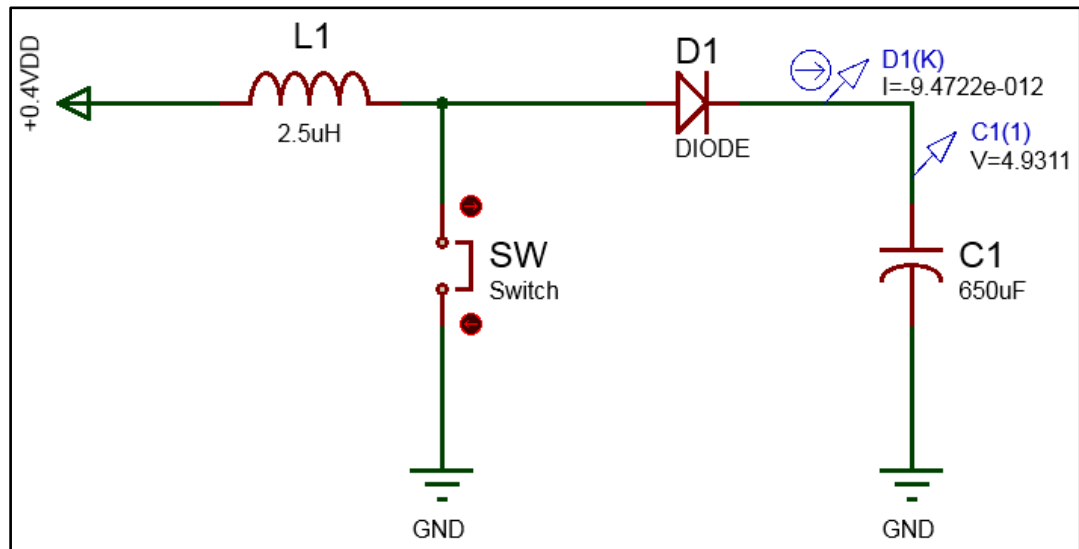 +0.4VDD
L1
2.5uH
D1
DIODE
D1(K)
I=-9.4722e-012
C1(1)
V=4.9311
SW
Switch
C1
650uF
GND
GND